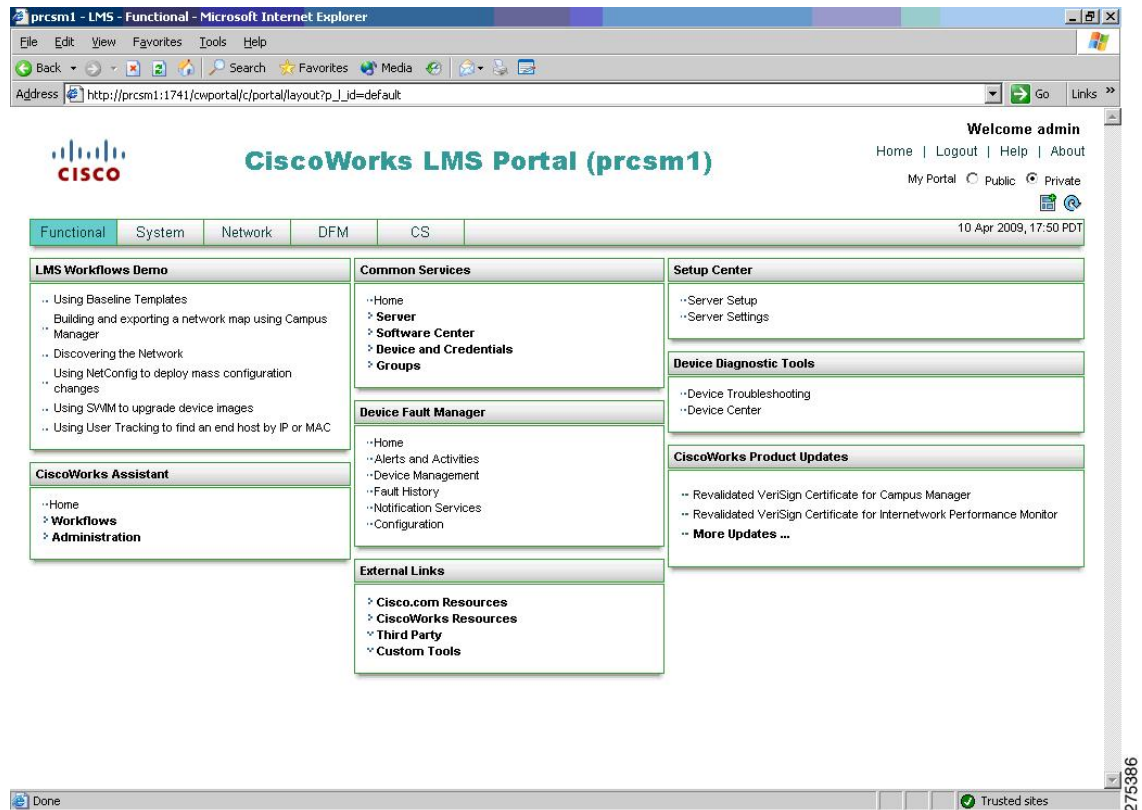 prcsm1 - LMS - Functional - Microsoft Internet Explorer
File Edit View Favorites Tools Help
Back Search Favorites Media
Address http://prcsm1:1741/cwportal/c/portal/layout?p_l_id=default Go Links »
Welcome admin
CISCO
CiscoWorks LMS Portal (prcsm1)
Home | Logout | Help | About
My Portal Public Private
Functional System Network DFM CS
10 Apr 2009, 17:50 PDT
LMS Workflows Demo
Using Baseline Templates
Building and exporting a network map using Campus
Manager
Discovering the Network
Using NetConfig to deploy mass configuration
changes
Using SWIM to upgrade device images
Using User Tracking to find an end host by IP or MAC
CiscoWorks Assistant
Home
Workflows
Administration
Common Services
Home
Server
Software Center
Device and Credentials
Groups
Device Fault Manager
Home
Alerts and Activities
Device Management
Fault History
Notification Services
Configuration
External Links
Cisco.com Resources
CiscoWorks Resources
Third Party
Custom Tools
Setup Center
Server Setup
Server Settings
Device Diagnostic Tools
Device Troubleshooting
Device Center
CiscoWorks Product Updates
Revalidated VeriSign Certificate for Campus Manager
Revalidated VeriSign Certificate for Internetwork Performance Monitor
More Updates ...
Done
Trusted sites
275386